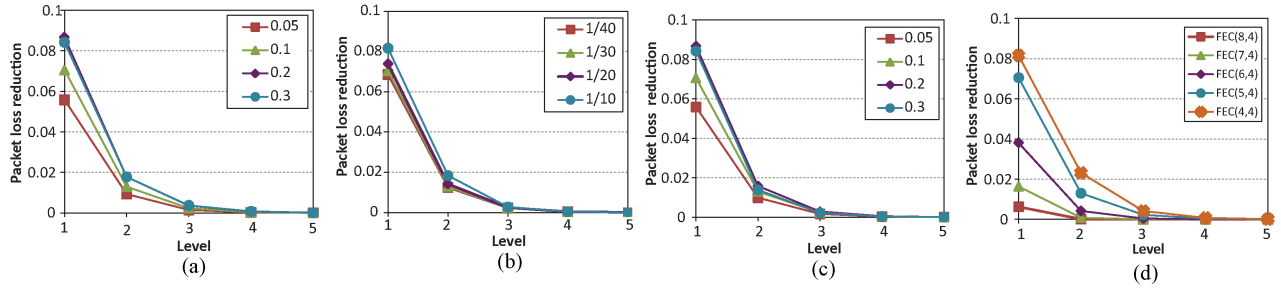 Packet loss reduction
0.1
0.08
0.06
0.04
0.02
0
1 2 3 4 5
Level
0.05
0.1
0.2
0.3
(a)
Packet loss reduction
0.1
0.08
0.06
0.04
0.02
0
1 2 3 4 5
Level
1/40
1/30
1/20
1/10
(b)
Packet loss reduction
0.1
0.08
0.06
0.04
0.02
0
1 2 3 4 5
Level
0.05
0.1
0.2
0.3
(c)
Packet loss reduction
0.1
0.08
0.06
0.04
0.02
0
1 2 3 4 5
Level
FEC(8,4)
FEC(7,4)
FEC(6,4)
FEC(5,4)
FEC(4,4)
(d)